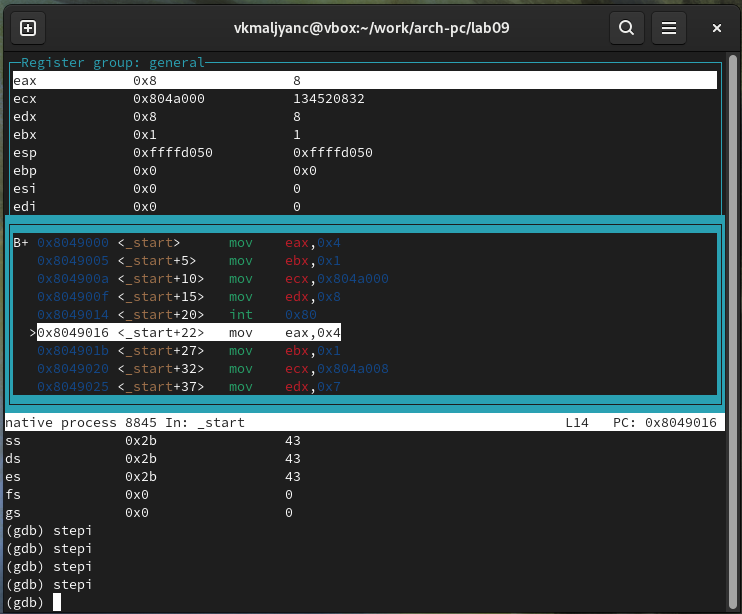 vkmaljyanc@vbox:~/work/arch-pc/lab09
Register group: general
eax 0x8 8
ecx 0x804a000 134520832
edx 0x8 8
ebx 0x1 1
esp 0xffffd050 0xffffd050
ebp 0x0 0x0
esi 0x0 0
edi 0x0 0
B+ 0x8049000 <_start> mov eax,0x4
0x8049005 <_start+5> mov ebx,0x1
0x804900a <_start+10> mov ecx,0x804a000
0x804900f <_start+15> mov edx,0x8
0x8049014 <_start+20> int 0x80
>0x8049016 <_start+22> mov eax,0x4
0x804901b <_start+27> mov ebx,0x1
0x8049020 <_start+32> mov ecx,0x804a008
0x8049025 <_start+37> mov edx,0x7
native process 8845 In: _start L14 PC: 0x8049016
ss 0x2b 43
ds 0x2b 43
es 0x2b 43
fs 0x0 0
gs 0x0 0
(gdb) stepi
(gdb) stepi
(gdb) stepi
(gdb) stepi
(gdb)